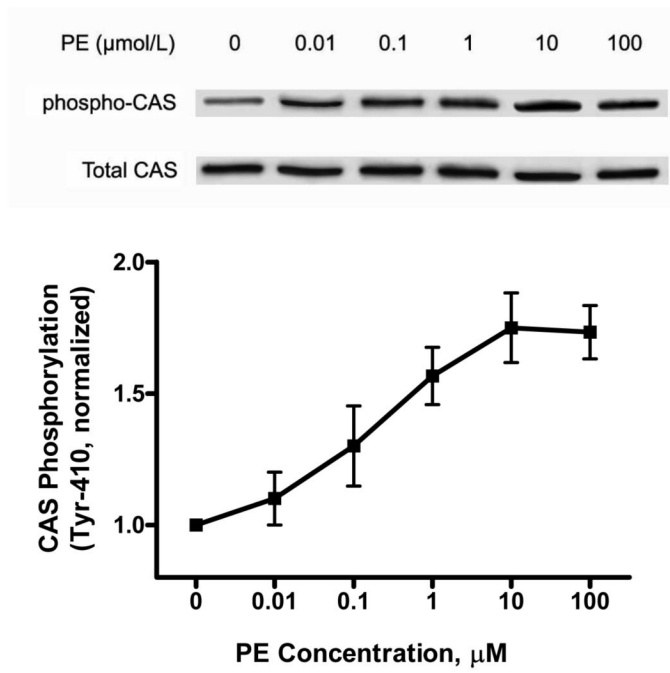 PE (μmol/L) 0 0.01 0.1 1 10 100
phospho-CAS
Total CAS
CAS Phosphorylation
(Tyr-410, normalized)
2.0
1.5
1.0
0 0.01 0.1 1 10 100
PE Concentration, μM